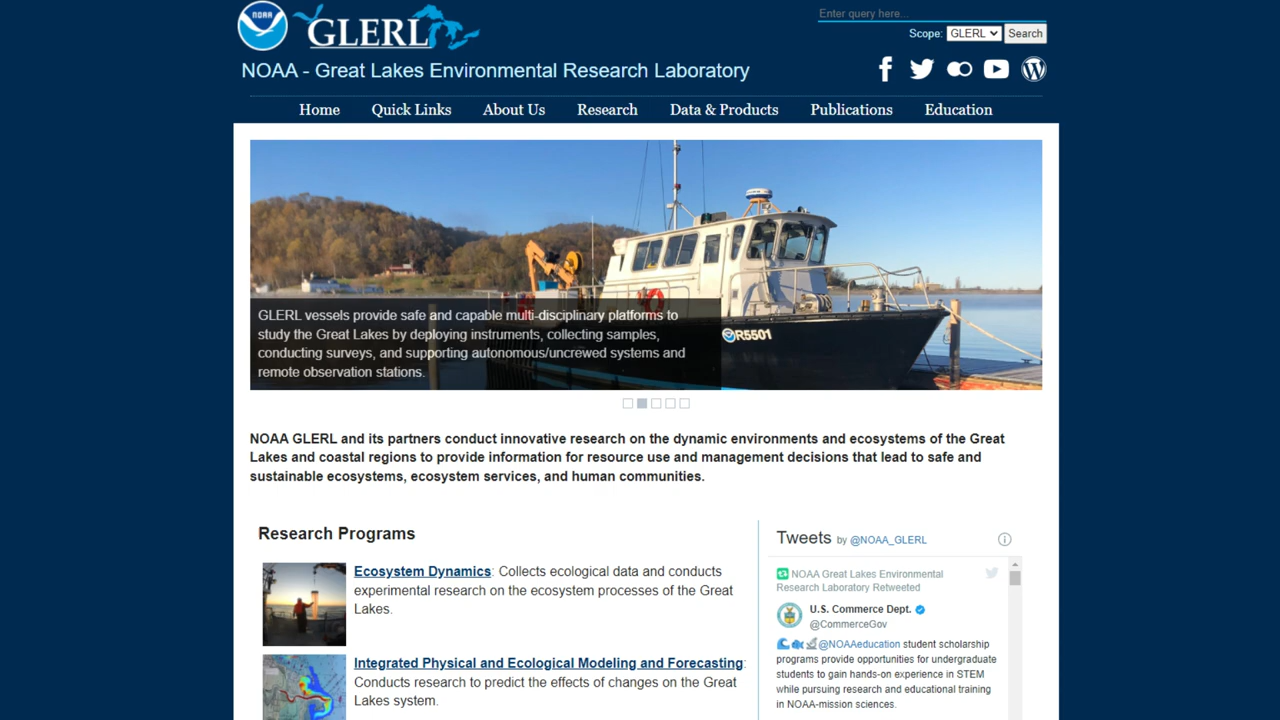 NOAA
GLERL
Enter query here...
Scope: GLERL Search
NOAA - Great Lakes Environmental Research Laboratory
Home Quick Links About Us Research Data & Products Publications Education
GLERL vessels provide safe and capable multi-disciplinary platforms to
study the Great Lakes by deploying instruments, collecting samples,
conducting surveys, and supporting autonomous/uncrewed systems and
remote observation stations.
R5501
NOAA GLERL and its partners conduct innovative research on the dynamic environments and ecosystems of the Great
Lakes and coastal regions to provide information for resource use and management decisions that lead to safe and
sustainable ecosystems, ecosystem services, and human communities.
Research Programs
Ecosystem Dynamics: Collects ecological data and conducts
experimental research on the ecosystem processes of the Great
Lakes.
Integrated Physical and Ecological Modeling and Forecasting:
Conducts research to predict the effects of changes on the Great
Lakes system.
Tweets by @NOAA_GLERL
NOAA Great Lakes Environmental
Research Laboratory Retweeted
U.S. Commerce Dept.
@CommerceGov
@NOAAeducation student scholarship
programs provide opportunities for undergraduate
students to gain hands-on experience in STEM
while pursuing research and educational training
in NOAA-mission sciences.